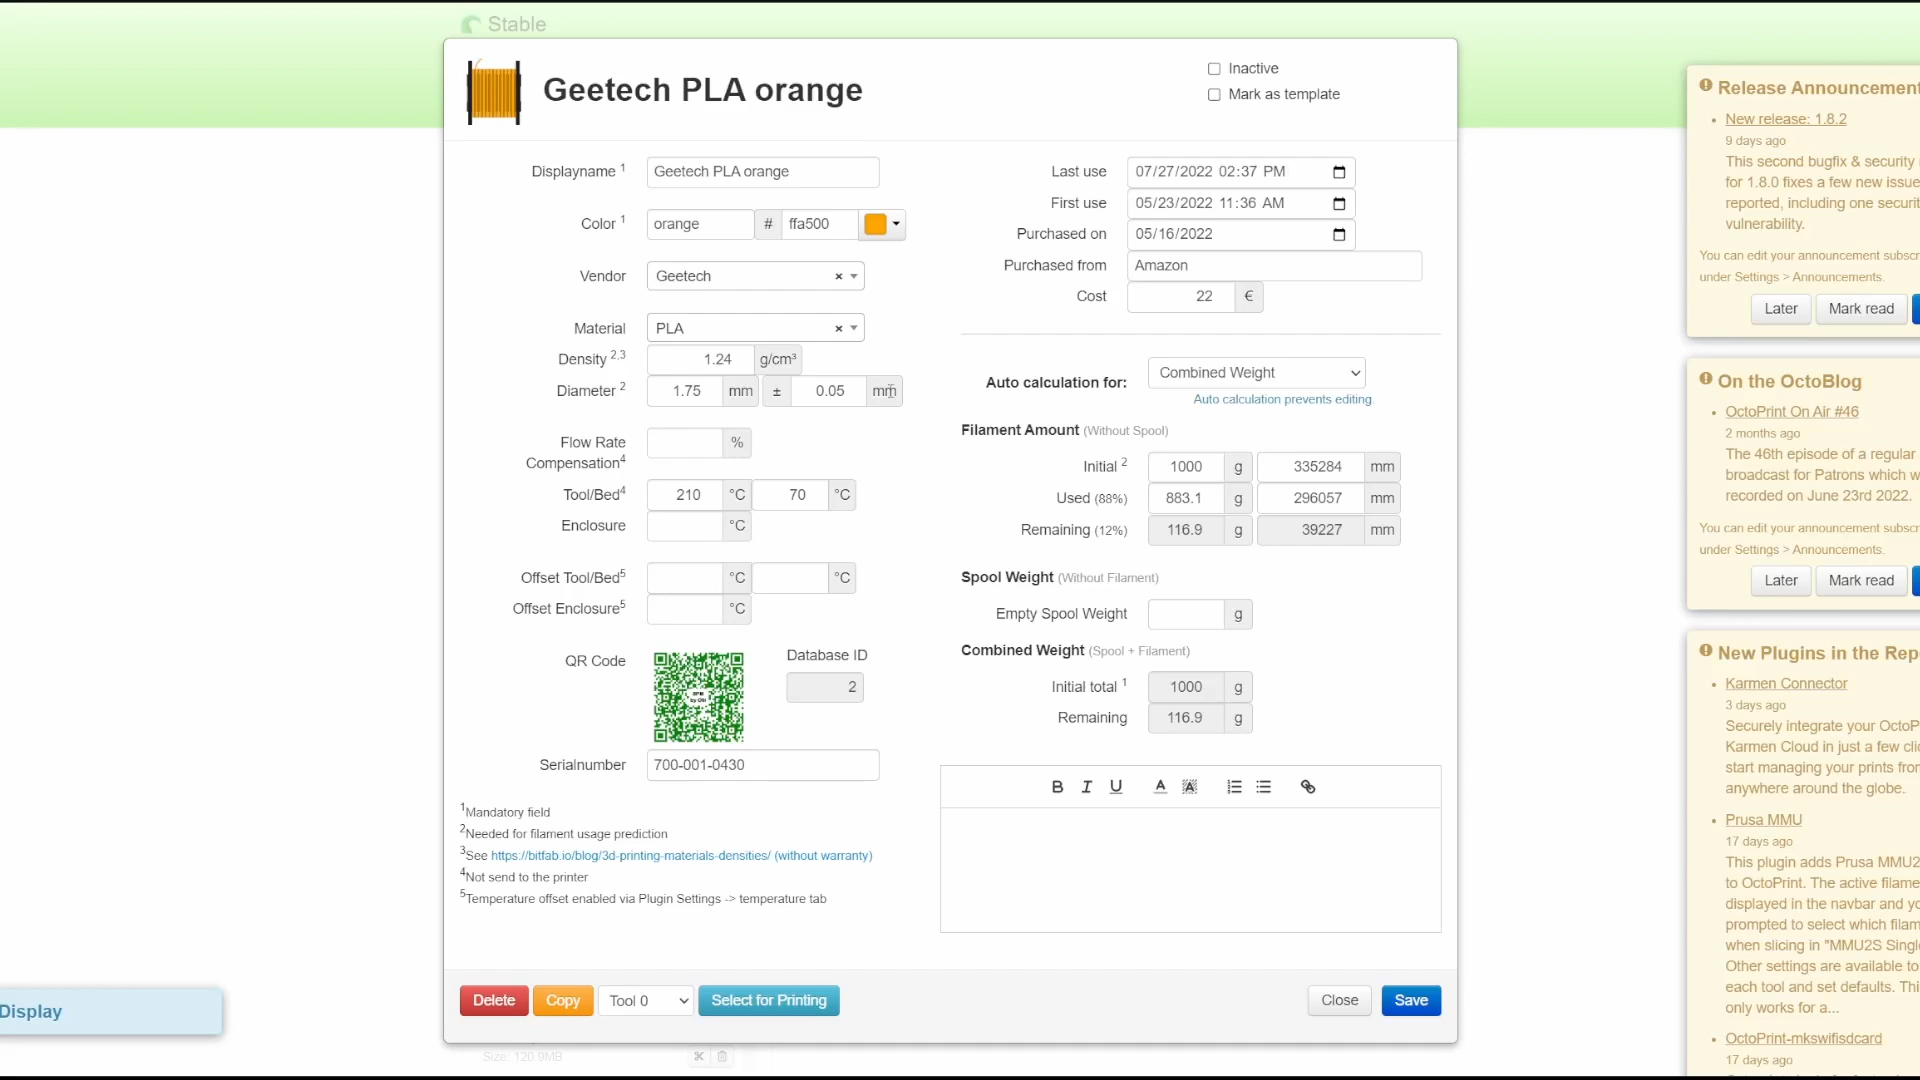 Stable
Geetech PLA orange
Inactive
Mark as template
Displayname 1 Geetech PLA orange
Color 1 orange # ffa500
Vendor Geetech × 
Material PLA ×
Density 2,3 1.24 g/cm³
Diameter 2 1.75 mm ± 0.05 mm
Flow Rate
Compensation4 %
Tool/Bed4 210 °C 70 °C
Enclosure °C
Offset Tool/Bed5 °C °C
Offset Enclosure5 °C
QR Code
Database ID
2
Serialnumber 700-001-0430
1Mandatory field
2Needed for filament usage prediction
3See https://bitfab.io/blog/3d-printing-materials-densities/ (without warranty)
4Not send to the printer
5Temperature offset enabled via Plugin Settings -> temperature tab
Last use 07/27/2022 02:37 PM
First use 05/23/2022 11:36 AM
Purchased on 05/16/2022
Purchased from Amazon
Cost 22 €
Auto calculation for: Combined Weight
Auto calculation prevents editing.
Filament Amount (Without Spool)
Initial 2 1000 g 335284 mm
Used (88%) 883.1 g 296057 mm
Remaining (12%) 116.9 g 39227 mm
Spool Weight (Without Filament)
Empty Spool Weight g
Combined Weight (Spool + Filament)
Initial total 1 1000 g
Remaining 116.9 g
B I U A A
Delete Copy Tool 0 Select for Printing Close Save
Size: 120.9MB
Display
Release Announcement
New release: 1.8.2
9 days ago
This second bugfix & security
for 1.8.0 fixes a few new issue
reported, including one securit
vulnerability.
You can edit your announcement subscr
under Settings > Announcements.
Later Mark read
On the OctoBlog
OctoPrint On Air #46
2 months ago
The 46th episode of a regular
broadcast for Patrons which w
recorded on June 23rd 2022.
You can edit your announcement subscr
under Settings > Announcements.
Later Mark read
New Plugins in the Rep
Karmen Connector
3 days ago
Securely integrate your OctoP
Karmen Cloud in just a few clic
start managing your prints from
anywhere around the globe.
Prusa MMU
17 days ago
This plugin adds Prusa MMU2
to OctoPrint. The active filame
displayed in the navbar and yo
prompted to select which filam
when slicing in "MMU2S Singl
Other settings are available to
each tool and set defaults. Thi
only works for a...
OctoPrint-mkswifisdcard
17 days ago